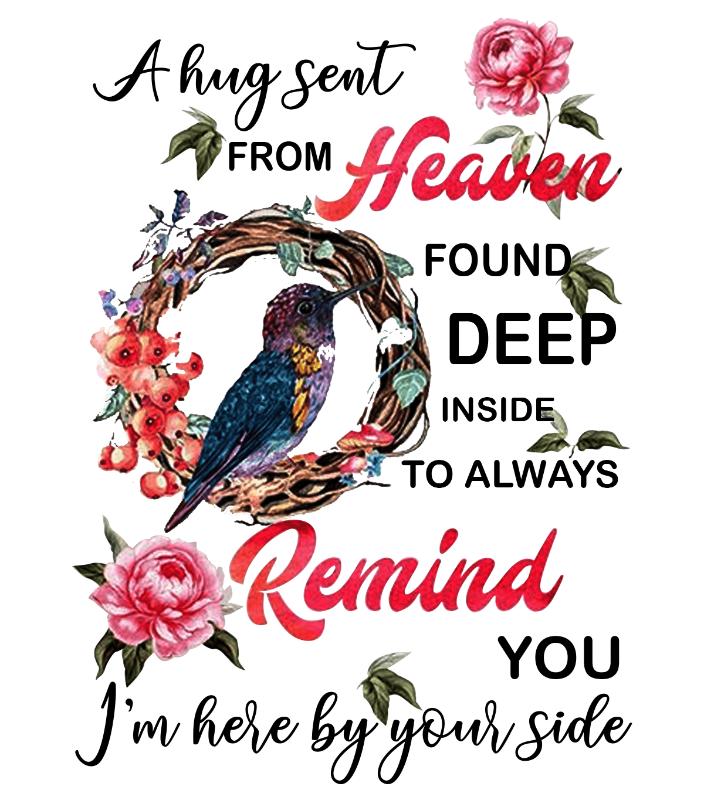 A hug sent
FROM Heaven
FOUND
DEEP
INSIDE
TO ALWAYS
Remind
YOU
I'm here by your side